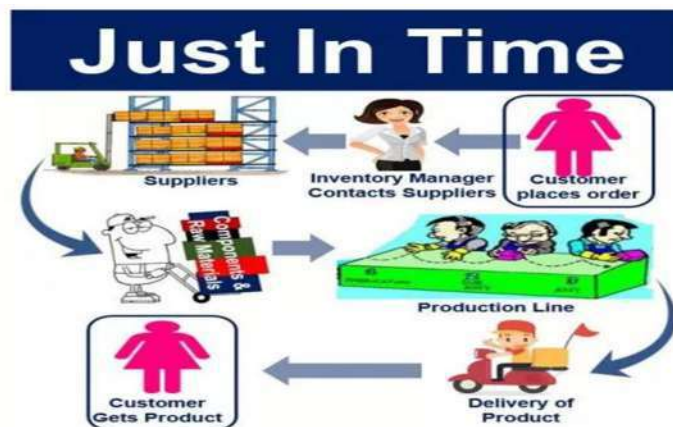 Just In Time
Suppliers
Inventory Manager
Contacts Suppliers
Customer
places order
Components &
Raw Materials
Production Line
Customer
Gets Product
Delivery of
Product